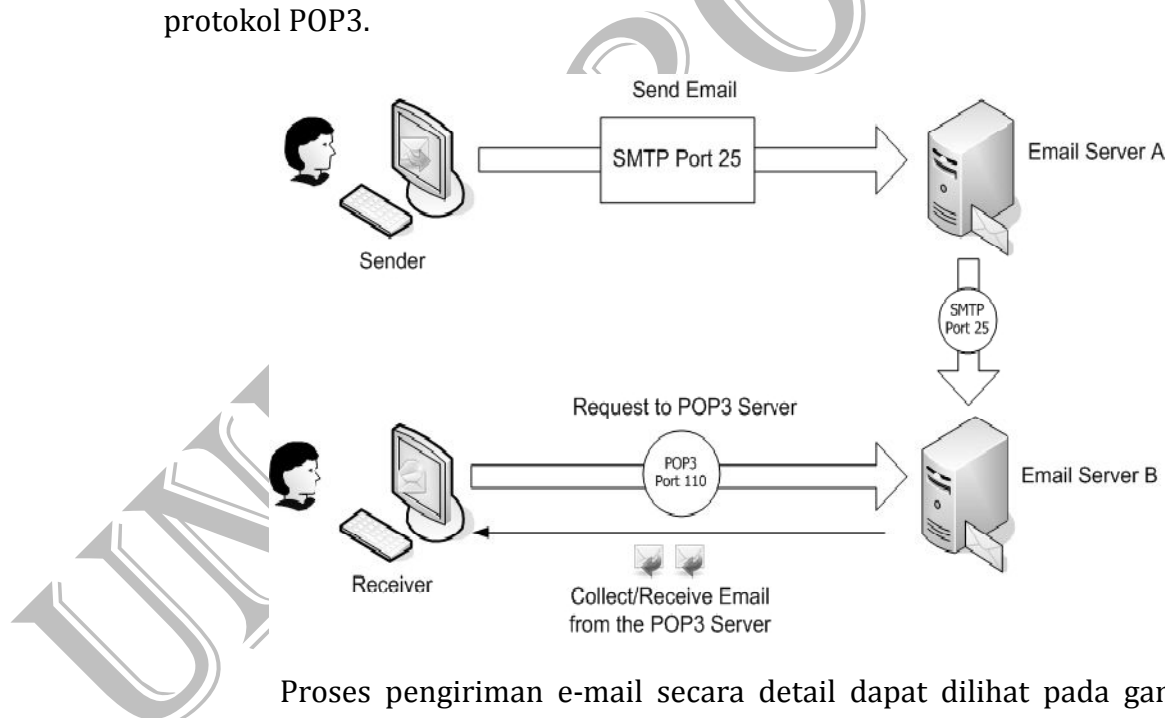 protokol POP3.
Send Email
SMTP Port 25
Email Server A
Sender
SMTP
Port 25
Request to POP3 Server
POP3
Port 110
Email Server B
Receiver
Collect/Receive Email
from the POP3 Server
Proses pengiriman e-mail secara detail dapat dilihat pada